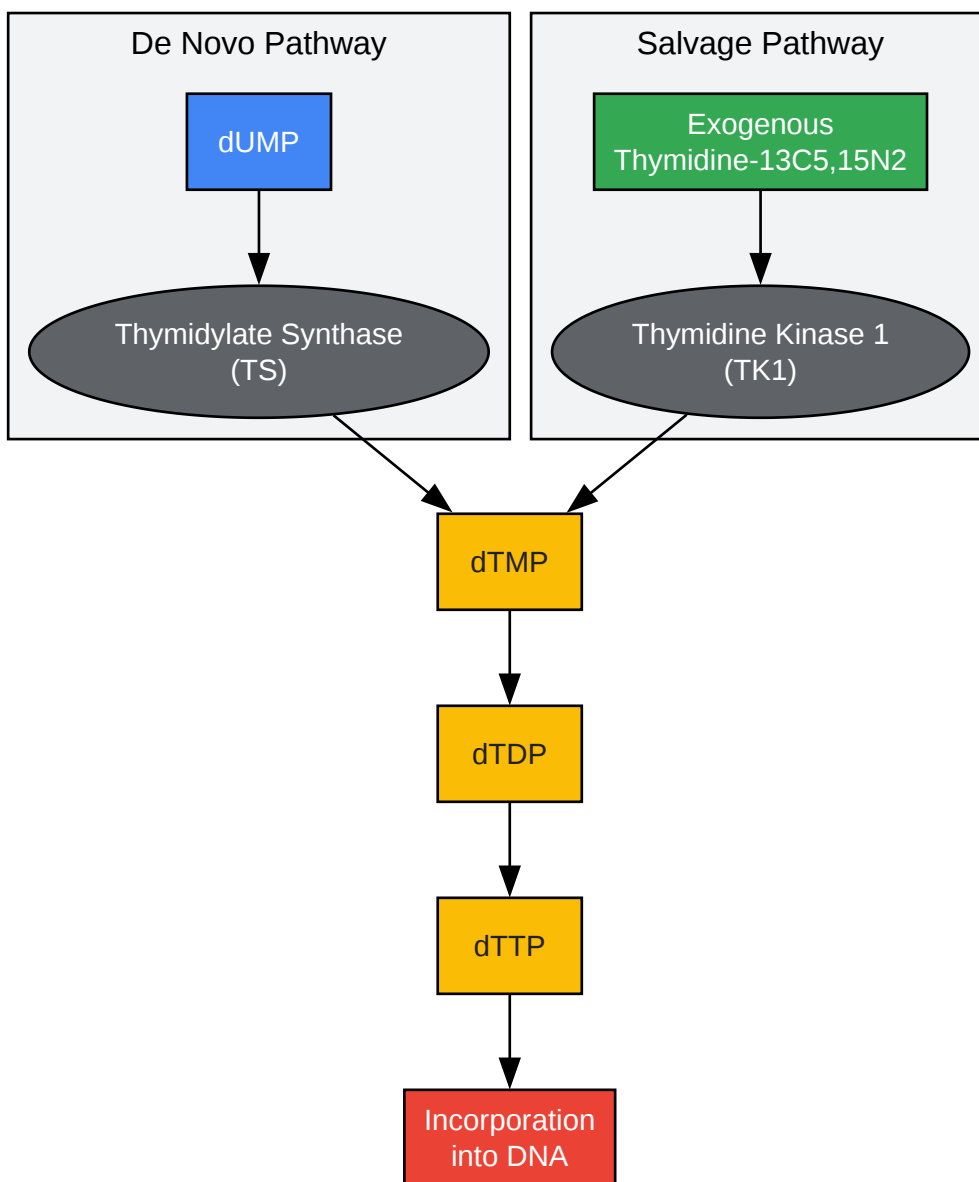 De Novo Pathway
Salvage Pathway
dUMP
Exogenous
Thymidine-13C5,15N2
Thymidylate Synthase
(TS)
Thymidine Kinase 1
(TK1)
dTMP
dTDP
dTTP
Incorporation
into DNA